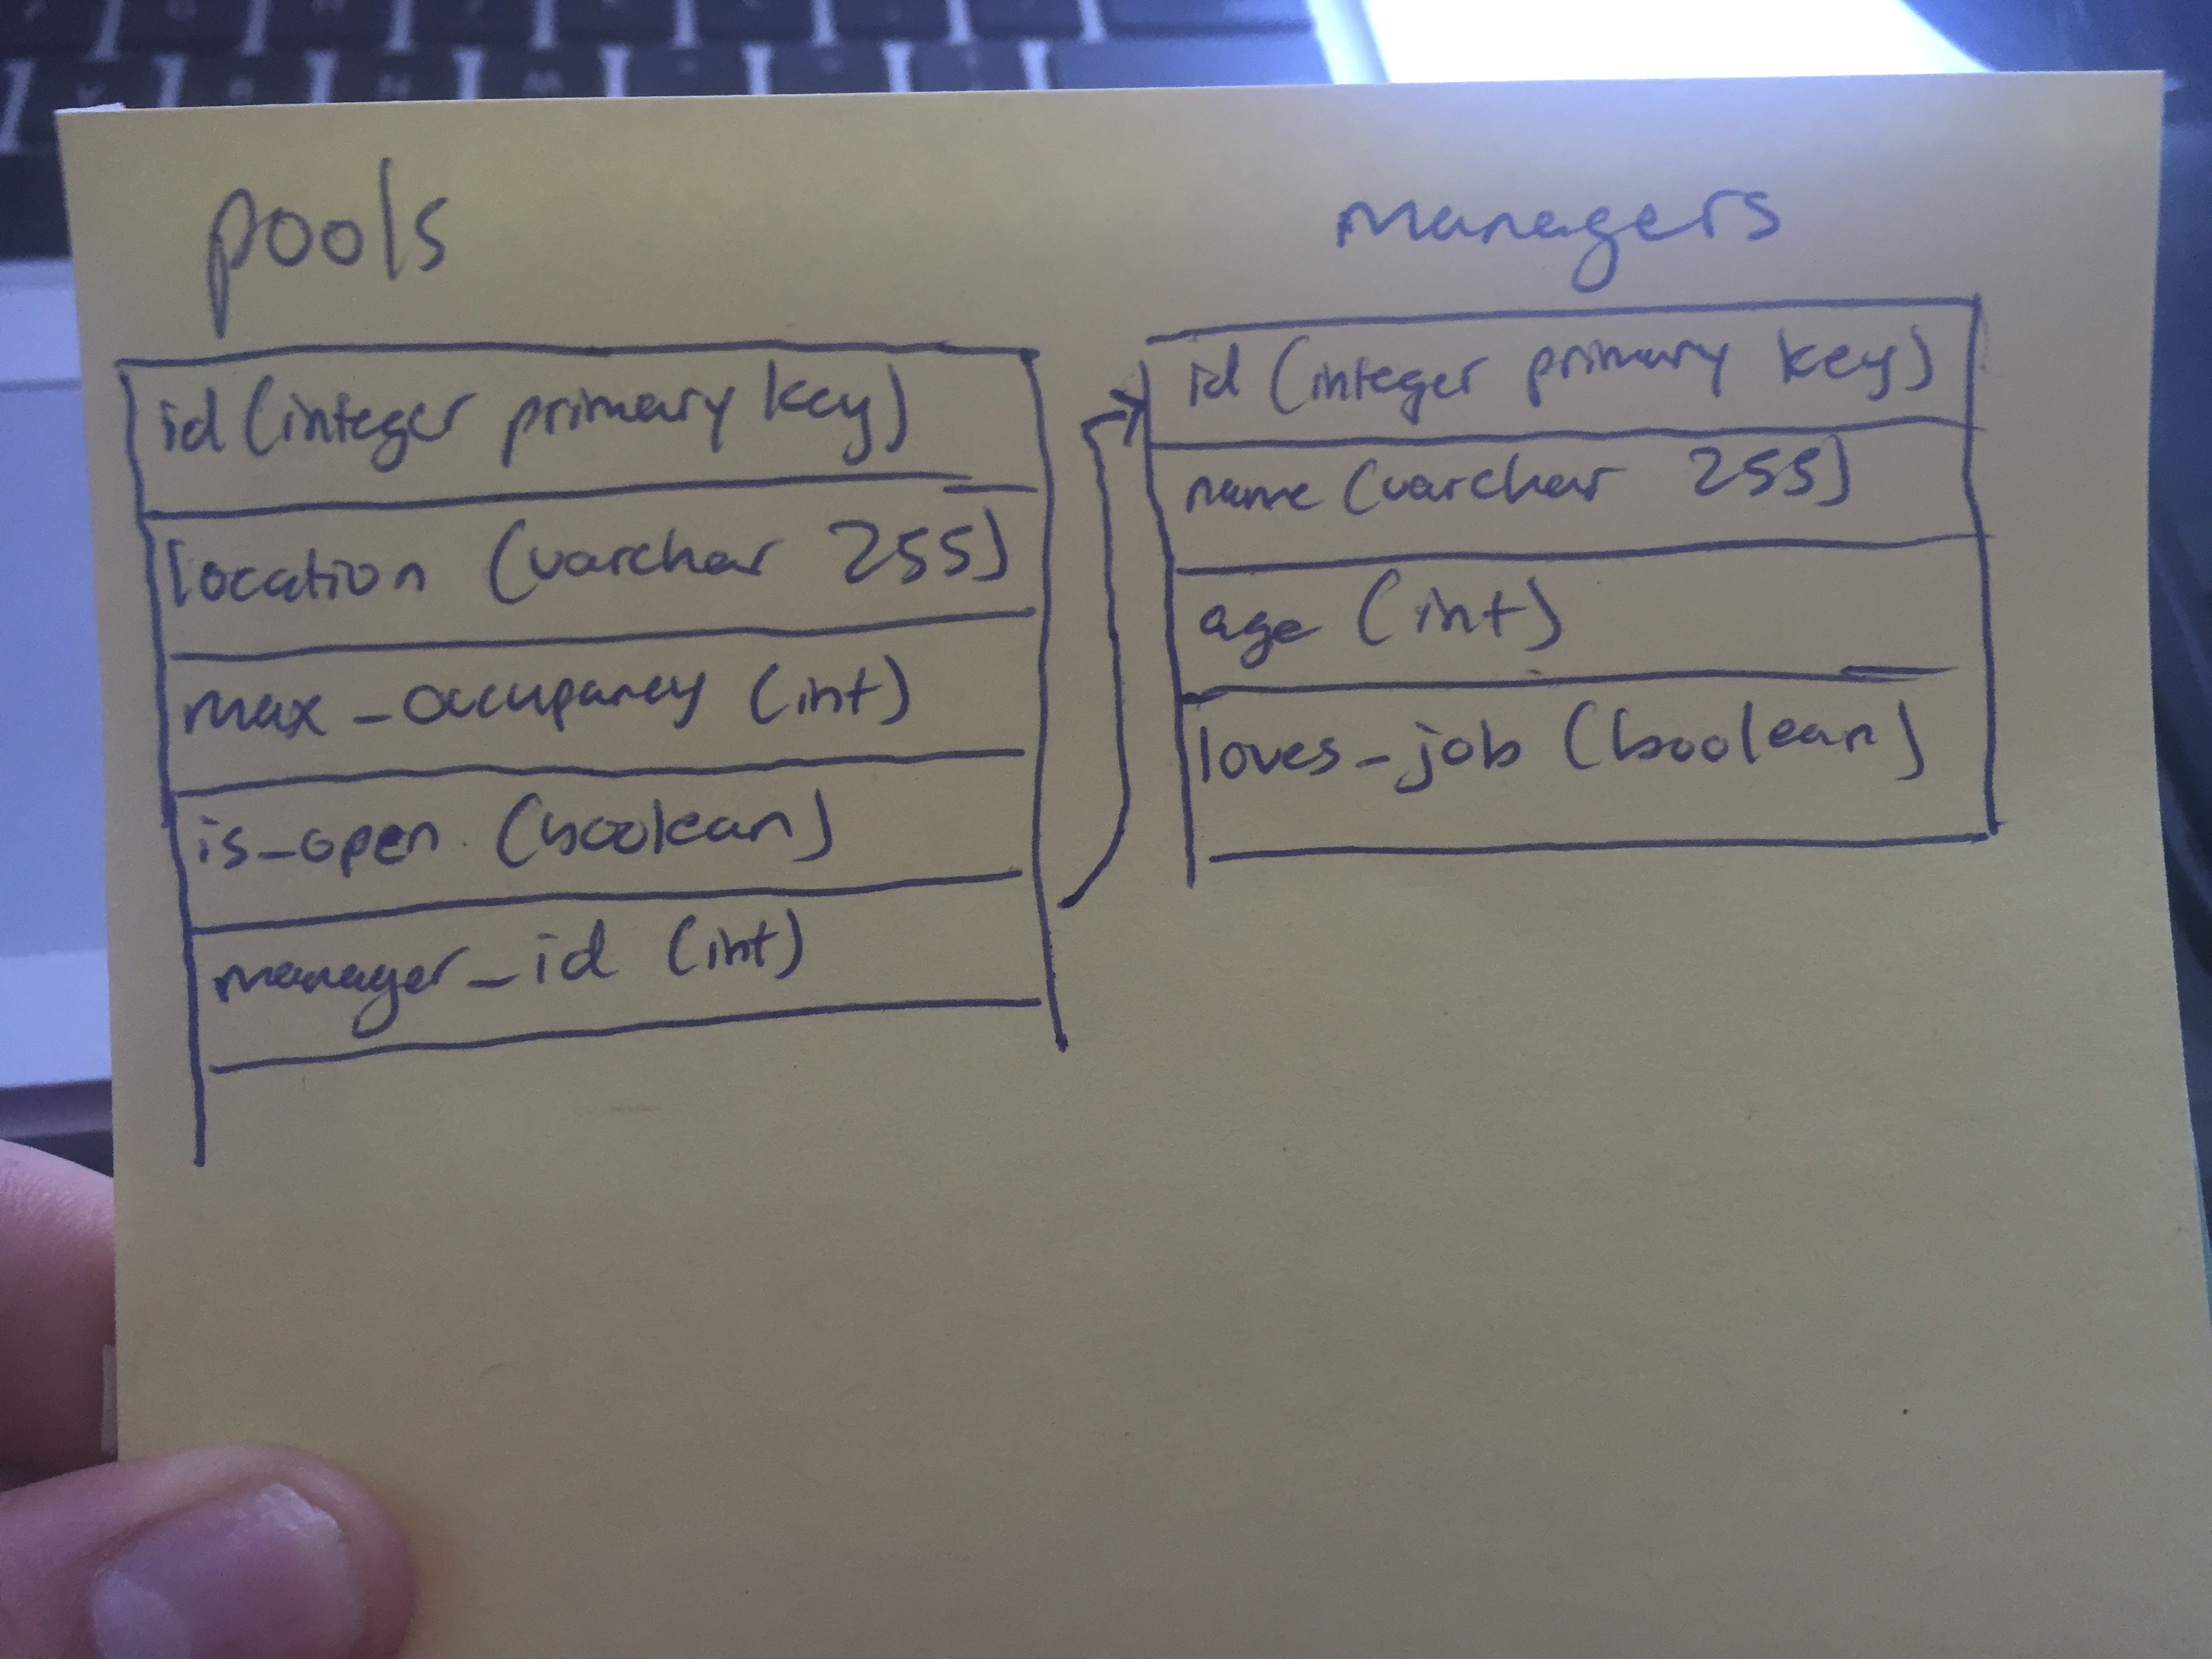 pools
id (integer primary key)
location (varchar 255)
max_occupancy (int)
is_open (boolean)
manager_id (int)
managers
id (integer primary key)
name (varchar 255)
age (int)
loves_job (boolean)